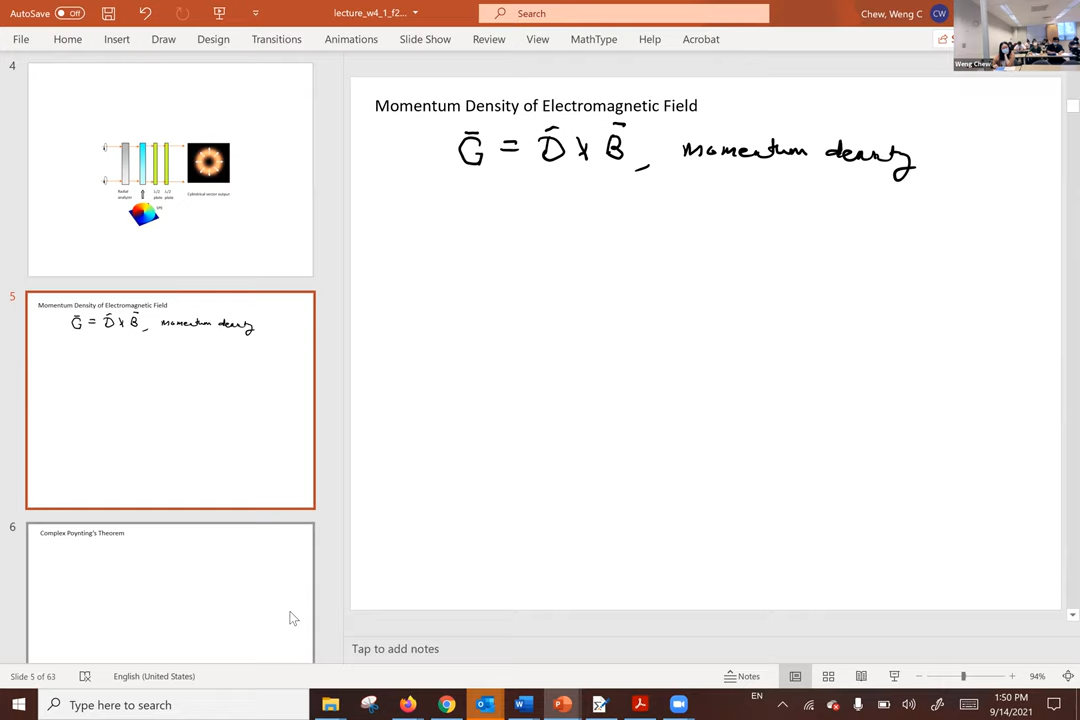 AutoSave Off lecture_w4_1_f2... Search Chew, Weng C CW
File Home Insert Draw Design Transitions Animations Slide Show Review View MathType Help Acrobat
Weng Chew
4
Radial analyzer 1/2 plate 1/2 plate Cylindrical vector output
5
Momentum Density of Electromagnetic Field
G̅ = D̅ x B̅, momentum density
6
Complex Poynting's Theorem
Momentum Density of Electromagnetic Field
G̅ = D̅ x B̅, momentum density
Tap to add notes
Slide 5 of 63 English (United States) Notes 94%
Type here to search EN 1:50 PM
9/14/2021